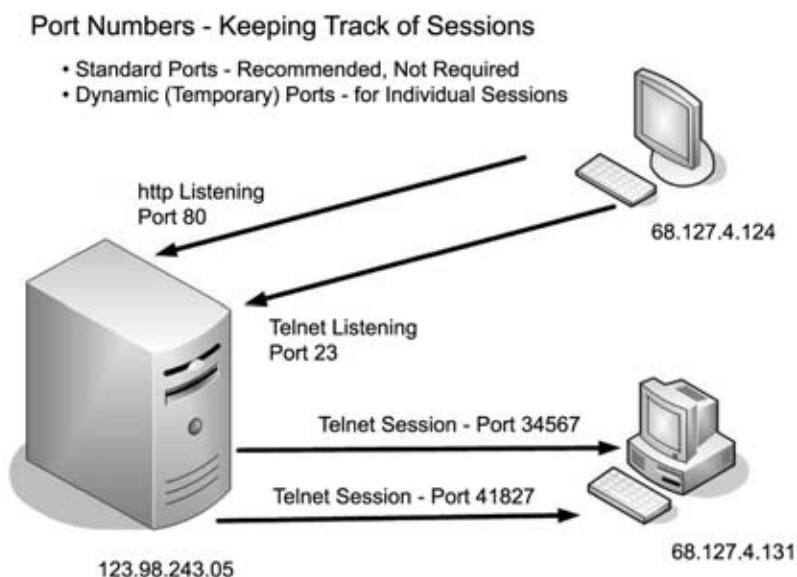 Port Numbers - Keeping Track of Sessions
• Standard Ports - Recommended, Not Required
• Dynamic (Temporary) Ports - for Individual Sessions
http Listening
Port 80
68.127.4.124
Telnet Listening
Port 23
Telnet Session - Port 34567
Telnet Session - Port 41827
68.127.4.131
123.98.243.05